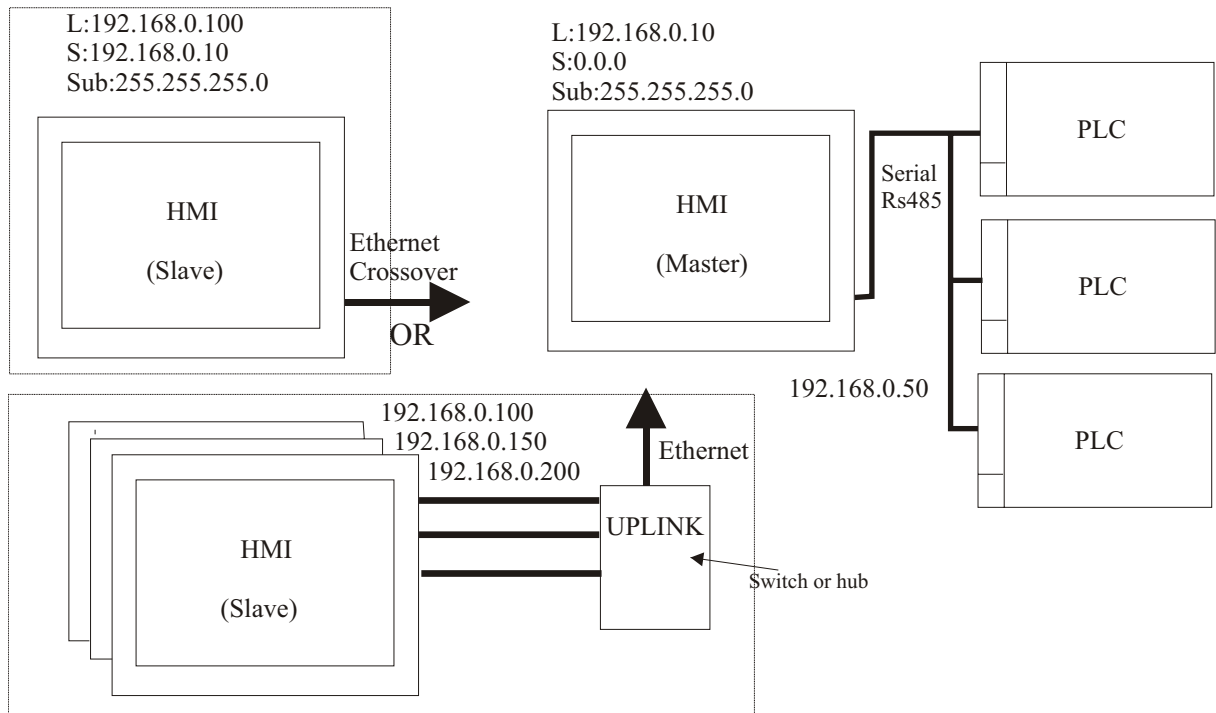 L:192.168.0.100
S:192.168.0.10
Sub:255.255.255.0
HMI
(Slave)
Ethernet
Crossover
OR
L:192.168.0.10
S:0.0.0
Sub:255.255.255.0
HMI
(Master)
Serial
Rs485
PLC
PLC
PLC
192.168.0.50
192.168.0.100
192.168.0.150
192.168.0.200
HMI
(Slave)
Ethernet
UPLINK
Switch or hub